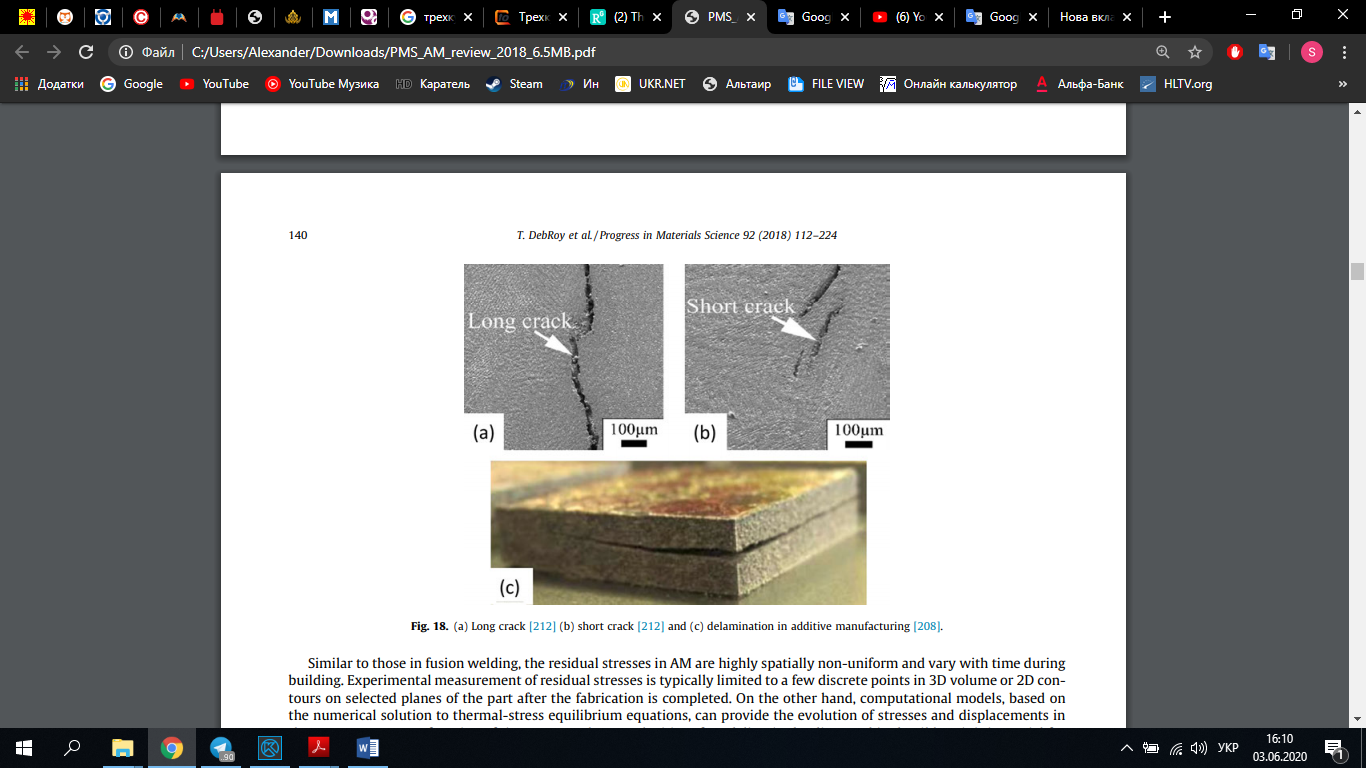 трехк
Трехк
(2) Th
PMS_
Goog
(6) Yo
Goog
Нова вкла
Файл
C:/Users/Alexander/Downloads/PMS_AM_review_2018_6.5MB.pdf
S
Додатки
Google
YouTube
YouTube Музика
HD Каратель
Steam
Ин
UKR.NET
Альтаир
FILE VIEW
Онлайн калькулятор
Альфа-Банк
HLTV.org
»
140
T. DebRoy et al. / Progress in Materials Science 92 (2018) 112–224
Long crack
(a)
100μm
Short crack
(b)
100μm
(c)
Fig. 18. (a) Long crack [212] (b) short crack [212] and (c) delamination in additive manufacturing [208].
Similar to those in fusion welding, the residual stresses in AM are highly spatially non-uniform and vary with time during
building. Experimental measurement of residual stresses is typically limited to a few discrete points in 3D volume or 2D con-
tours on selected planes of the part after the fabrication is completed. On the other hand, computational models, based on
the numerical solution to thermal-stress equilibrium equations, can provide the evolution of stresses and displacements in
90
УКР
16:10
03.06.2020
1